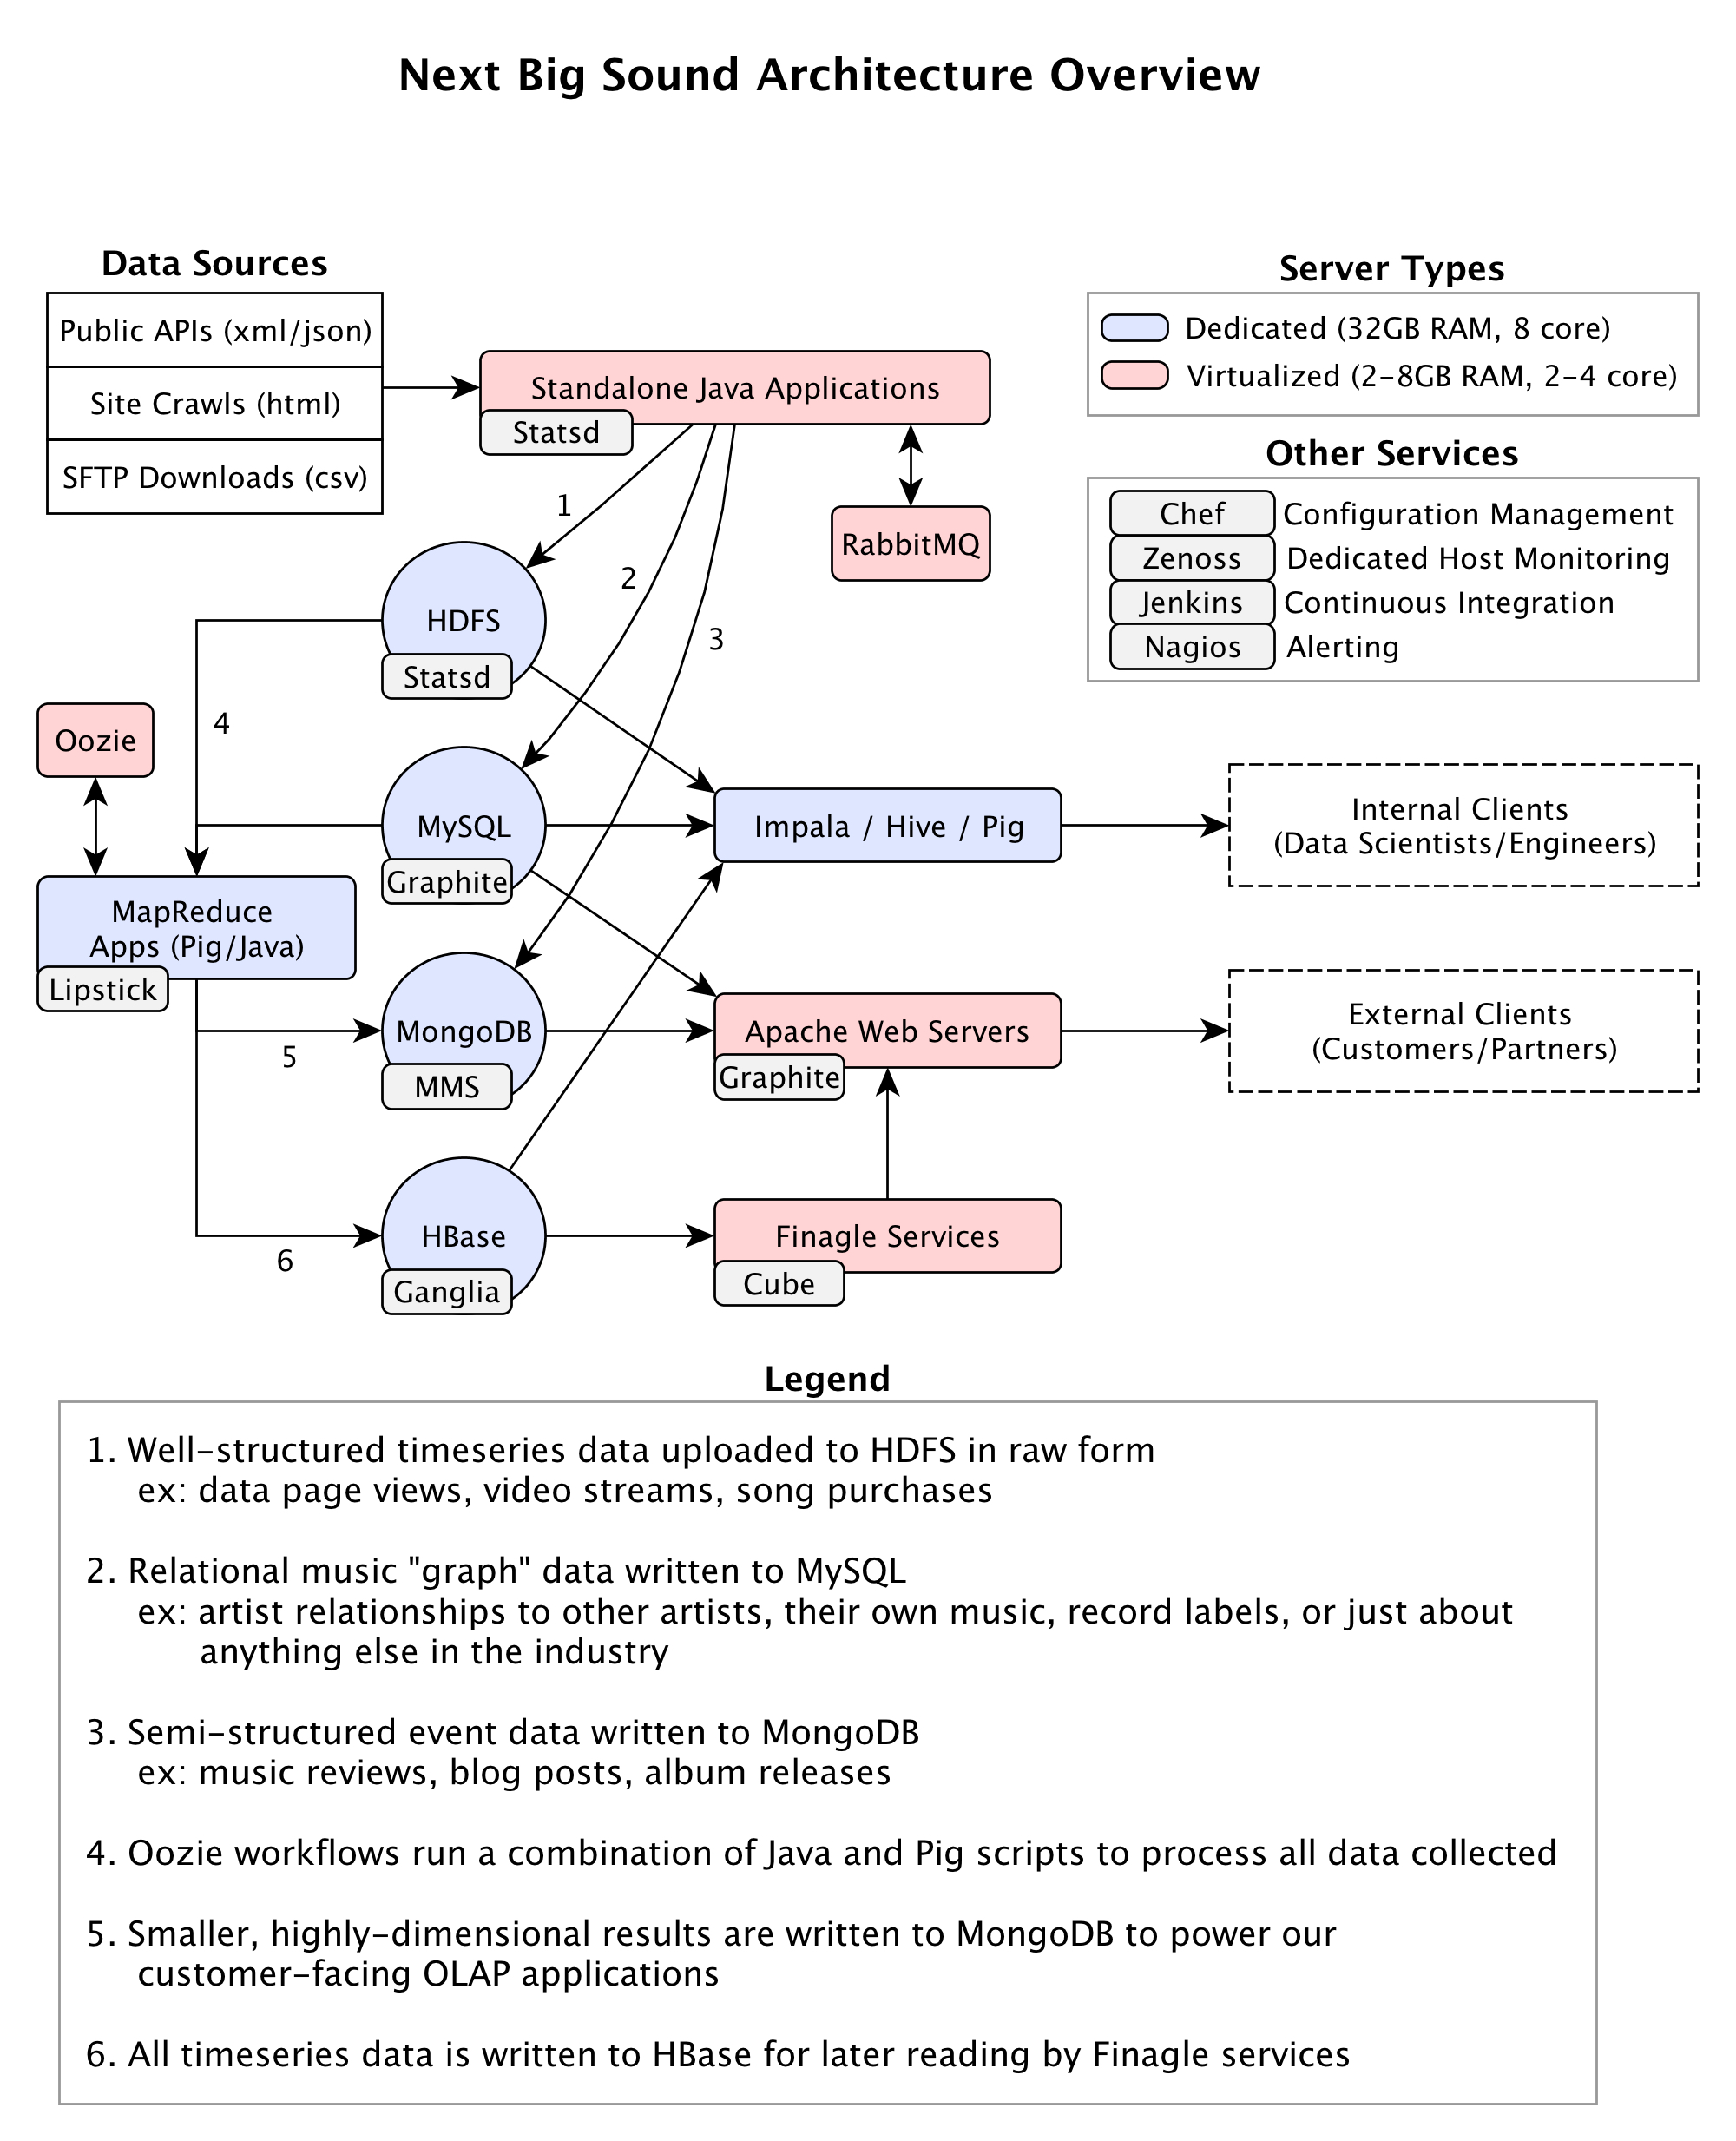 Next Big Sound Architecture Overview
Data Sources
Public APIs (xml/json)
Site Crawls (html)
SFTP Downloads (csv)
Server Types
Dedicated (32GB RAM, 8 core)
Virtualized (2-8GB RAM, 2-4 core)
Other Services
Chef Configuration Management
Zenoss Dedicated Host Monitoring
Jenkins Continuous Integration
Nagios Alerting
Standalone Java Applications
Statsd
RabbitMQ
1
2
3
HDFS
Statsd
4
Oozie
MySQL
Graphite
Impala / Hive / Pig
Internal Clients
(Data Scientists/Engineers)
MapReduce
Apps (Pig/Java)
Lipstick
MongoDB
MMS
5
Apache Web Servers
Graphite
External Clients
(Customers/Partners)
HBase
Ganglia
6
Finagle Services
Cube
Legend
1. Well-structured timeseries data uploaded to HDFS in raw form
ex: data page views, video streams, song purchases
2. Relational music "graph" data written to MySQL
ex: artist relationships to other artists, their own music, record labels, or just about
anything else in the industry
3. Semi-structured event data written to MongoDB
ex: music reviews, blog posts, album releases
4. Oozie workflows run a combination of Java and Pig scripts to process all data collected
5. Smaller, highly-dimensional results are written to MongoDB to power our
customer-facing OLAP applications
6. All timeseries data is written to HBase for later reading by Finagle services